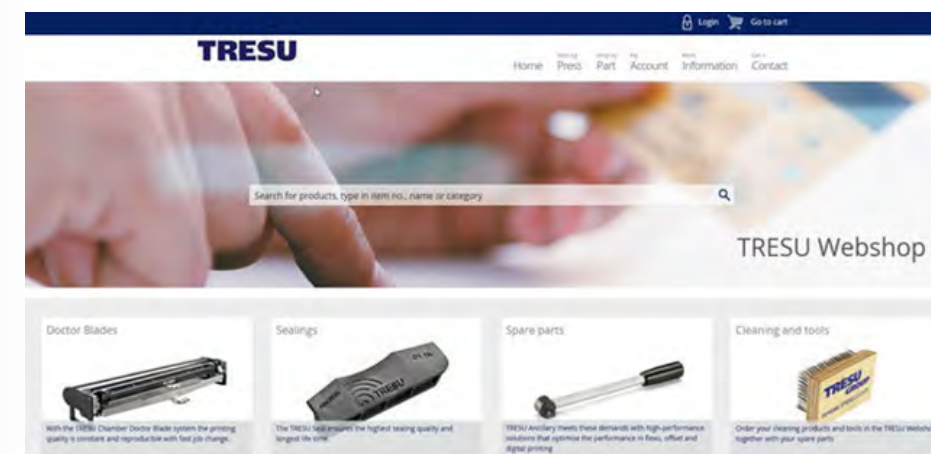 Login Go to cart
TRESU
Home Press Part Account Information Contact
Search for products, type in item no., name or category
TRESU Webshop
Doctor Blades
Sealings
Spare parts
Cleaning and tools
TRESU
TRESU
GROUP
With the TRESU Chamber Doctor Blade system the printing
quality is constant and reproducible with fast job change.
The TRESU Seal ensures the highest sealing quality and
longest life time.
TRESU Ancillary meets these demands with high-performance
solutions that optimise the performance in flexo, offset and
digital printing
Order your cleaning products and tools in the TRESU Websho
together with your spare parts